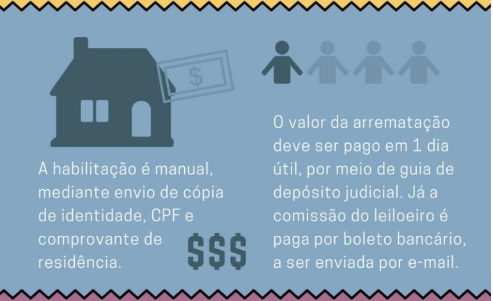 $
A habilitação é manual,
mediante envio de cópia
de identidade, CPF e
comprovante de
residência.
$$$
O valor da arrematação
deve ser pago em 1 dia
útil, por meio de guia de
depósito judicial. Já a
comissão do leiloeiro é
paga por boleto bancário,
a ser enviada por e-mail.